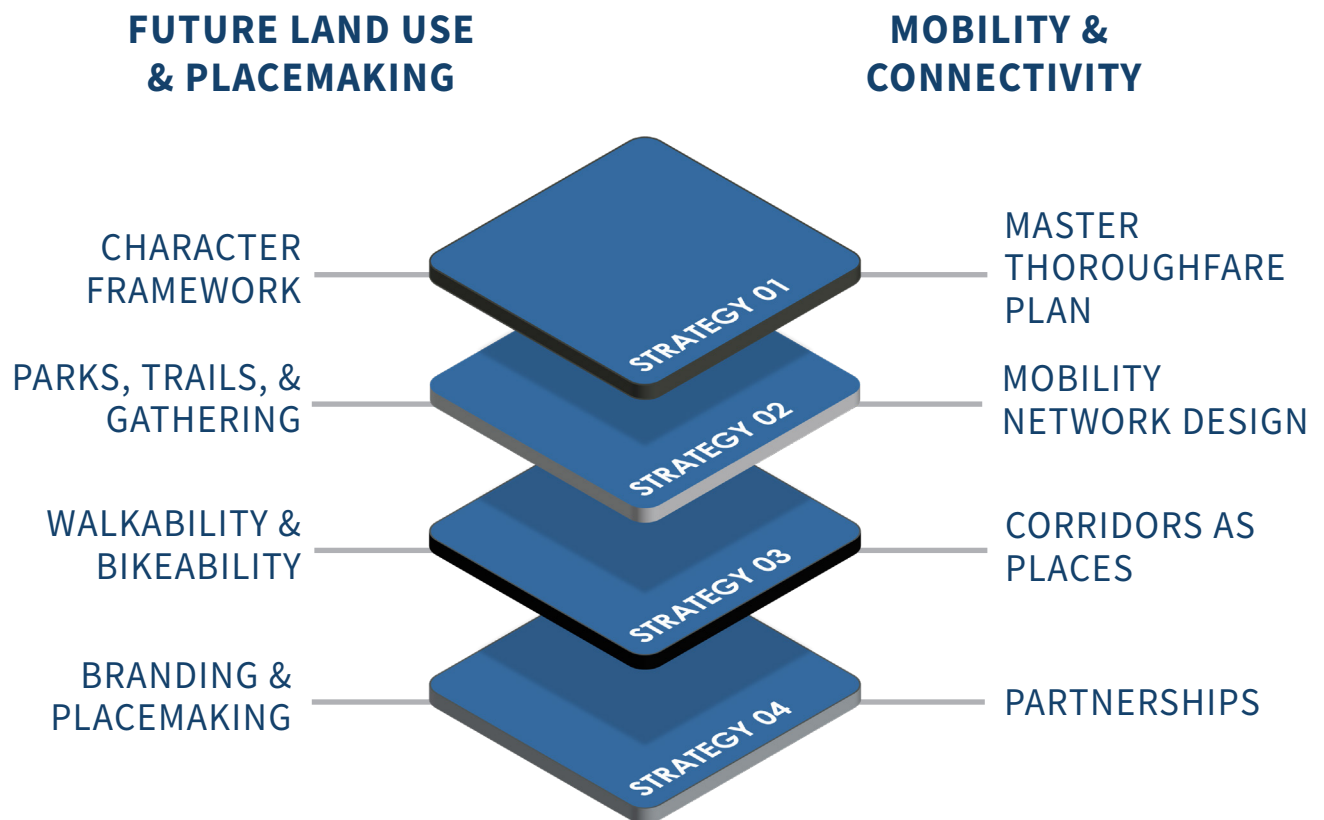 FUTURE LAND USE
& PLACEMAKING
MOBILITY &
CONNECTIVITY
CHARACTER
FRAMEWORK
STRATEGY 01
MASTER
THOROUGHFARE
PLAN
PARKS, TRAILS, &
GATHERING
STRATEGY 02
MOBILITY
NETWORK DESIGN
WALKABILITY &
BIKEABILITY
STRATEGY 03
CORRIDORS AS
PLACES
BRANDING &
PLACEMAKING
STRATEGY 04
PARTNERSHIPS